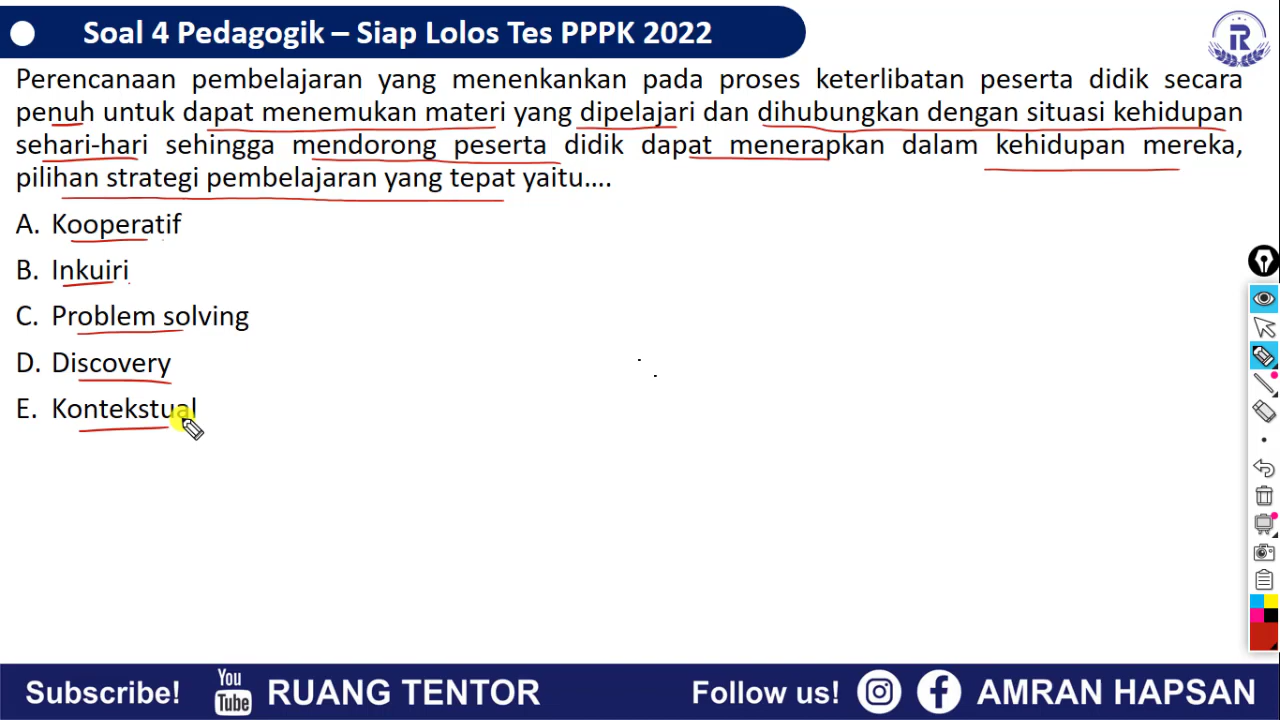 Soal 4 Pedagogik – Siap Lolos Tes PPPK 2022
Perencanaan pembelajaran yang menenkankan pada proses keterlibatan peserta didik secara
penuh untuk dapat menemukan materi yang dipelajari dan dihubungkan dengan situasi kehidupan
sehari-hari sehingga mendorong peserta didik dapat menerapkan dalam kehidupan mereka,
pilihan strategi pembelajaran yang tepat yaitu....
A. Kooperatif
B. Inkuiri
C. Problem solving
D. Discovery
E. Kontekstual
Subscribe! You Tube RUANG TENTOR Follow us! AMRAN HAPSAN